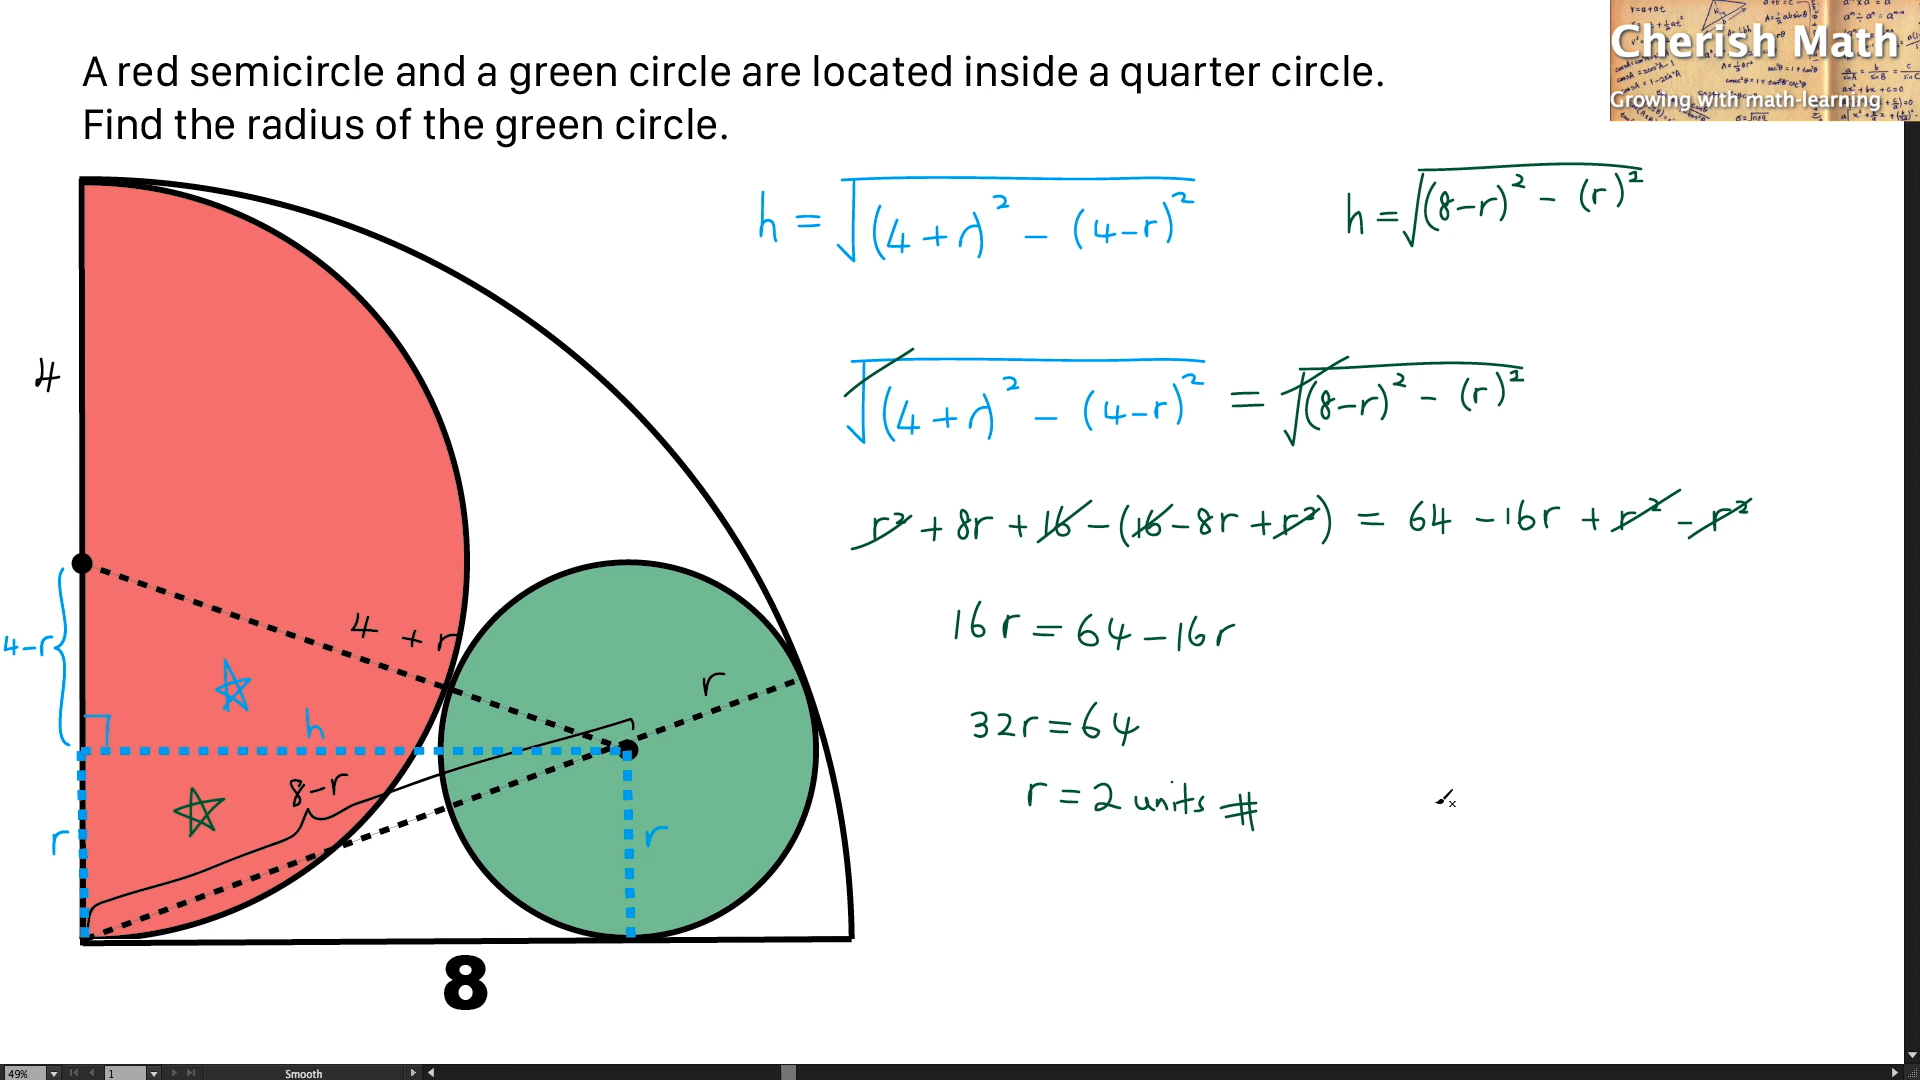 A red semicircle and a green circle are located inside a quarter circle.
Find the radius of the green circle.
Cherish Math
Growing with math-learning
h = √((4+r)² − (4−r)²)
h = √((8−r)² − (r)²)
√((4+r)² − (4−r)²) = √((8−r)² − (r)²)
r² + 8r + 16 − (16 − 8r + r²) = 64 − 16r + r² − r²
16r = 64 − 16r
32r = 64
r = 2 units #
4
4−r
r
4 + r
h
8−r
r
r
8
49%
1
Smooth